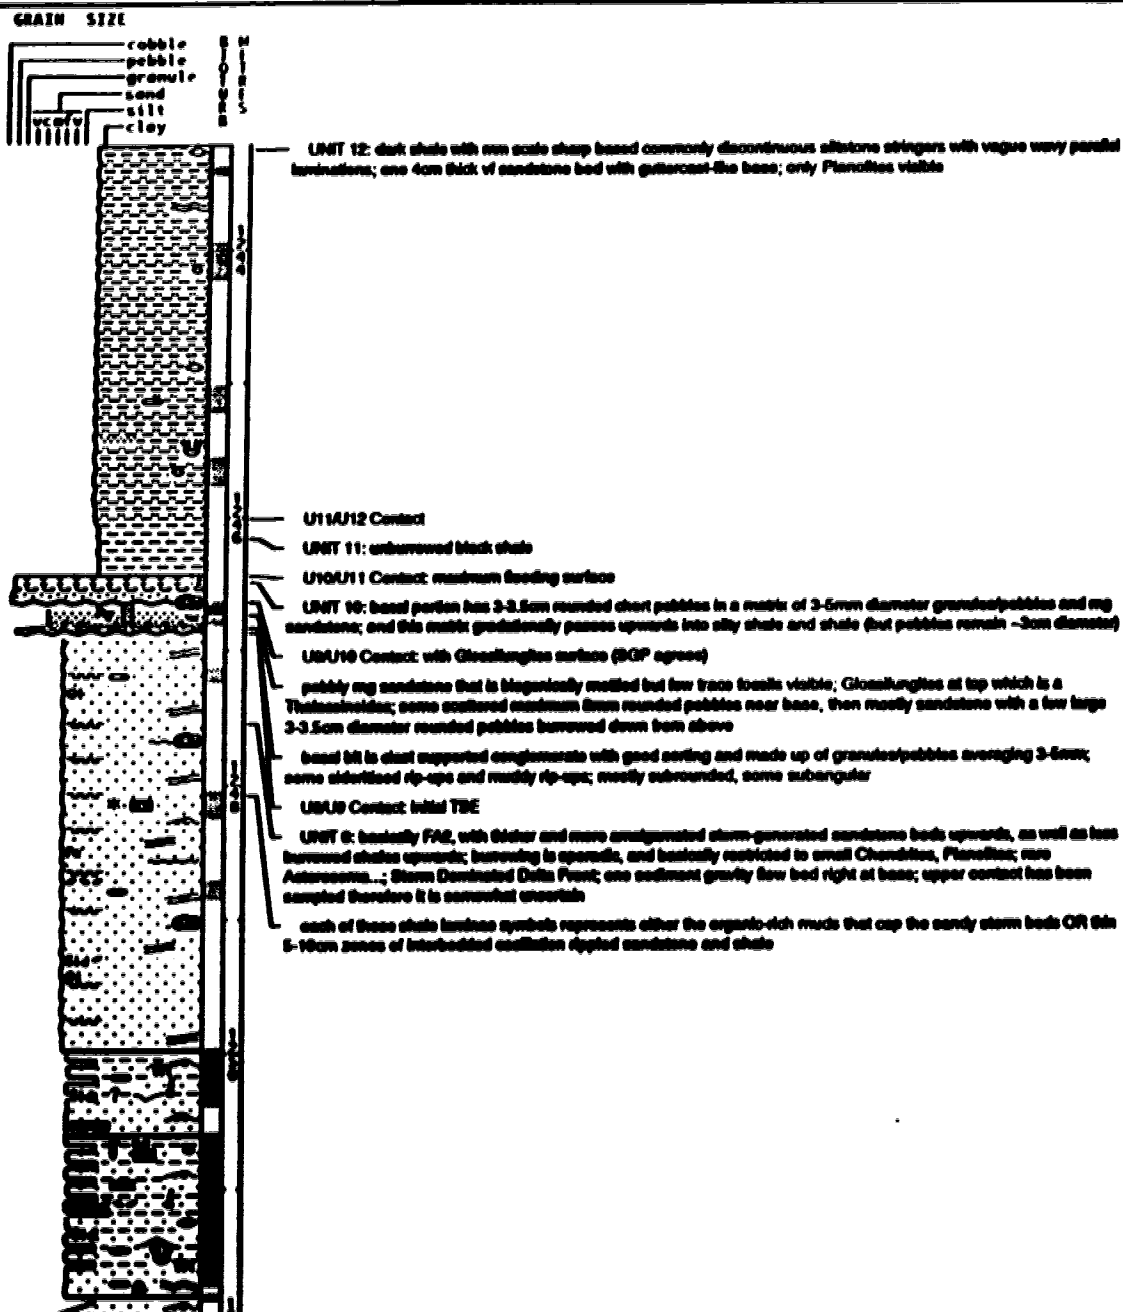 GRAIN SIZE
cobble
pebble
granule
sand
silt
vcmfv
clay
BIOTURB
METRES
UNIT 12: dark shale with mm scale sharp based commonly discontinuous siltstone stringers with vague wavy parallel
laminations; one 4cm thick vf sandstone bed with guttercast-like base; only Planolites visible
U11/U12 Contact
UNIT 11: unburrowed black shale
U10/U11 Contact: maximum flooding surface
UNIT 10: basal portion has 3-3.5cm rounded chert pebbles in a matrix of 3-5mm diameter granules/pebbles and mg
sandstone; and this matrix gradationally passes upwards into silty shale and shale (but pebbles remain ~3cm diameter)
U9/U10 Contact: with Glossifungites surface (SGP agrees)
pebbly mg sandstone that is biogenically mottled but few trace fossils visible; Glossifungites at top which is a
Thalassinoides; some scattered maximum 8mm rounded pebbles near base, then mostly sandstone with a few large
3-3.5cm diameter rounded pebbles burrowed down from above
basal bit is clast supported conglomerate with good sorting and made up of granules/pebbles averaging 3-5mm;
some sideritized rip-ups and muddy rip-ups; mostly subrounded, some subangular
U8/U9 Contact: Initial TSE
UNIT 8: basically FA2, with thicker and more amalgamated storm-generated sandstone beds upwards, as well as less
burrowed shales upwards; burrowing is sporadic, and basically restricted to small Chondrites, Planolites; rare
Asterosoma...; Storm Dominated Delta Front; one sediment gravity flow bed right at base; upper contact has been
sampled therefore it is somewhat uncertain
each of these shale laminae symbols represents either the organic-rich muds that cap the sandy storm beds OR thin
5-10cm zones of interbedded oscillation rippled sandstone and shale